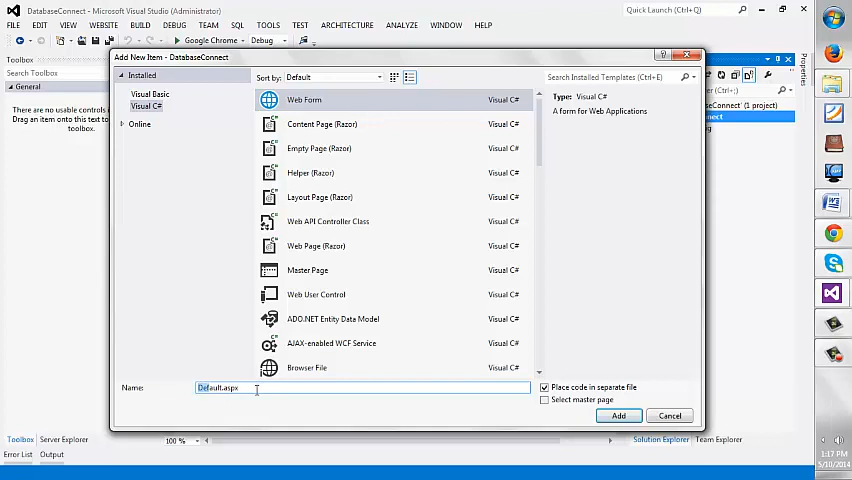 DatabaseConnect - Microsoft Visual Studio (Administrator)
Quick Launch (Ctrl+Q)
FILE EDIT VIEW WEBSITE BUILD DEBUG TEAM SQL TOOLS TEST ARCHITECTURE ANALYZE WINDOW HELP
Google Chrome Debug
Toolbox
Search Toolbox
General
There are no usable controls
Drag an item onto this text to
toolbox.
Add New Item - DatabaseConnect
Installed
Visual Basic
Visual C#
Online
Sort by: Default
Search Installed Templates (Ctrl+E)
Web Form Visual C#
Content Page (Razor) Visual C#
Empty Page (Razor) Visual C#
Helper (Razor) Visual C#
Layout Page (Razor) Visual C#
Web API Controller Class Visual C#
Web Page (Razor) Visual C#
Master Page Visual C#
Web User Control Visual C#
ADO.NET Entity Data Model Visual C#
AJAX-enabled WCF Service Visual C#
Browser File Visual C#
Type: Visual C#
A form for Web Applications
Name: Default.aspx
Place code in separate file
Select master page
Add Cancel
(Ctrl+;)
Connect' (1 project)
Properties
Toolbox Server Explorer
100 %
Solution Explorer Team Explorer
Error List Output
1:17 PM
5/10/2014